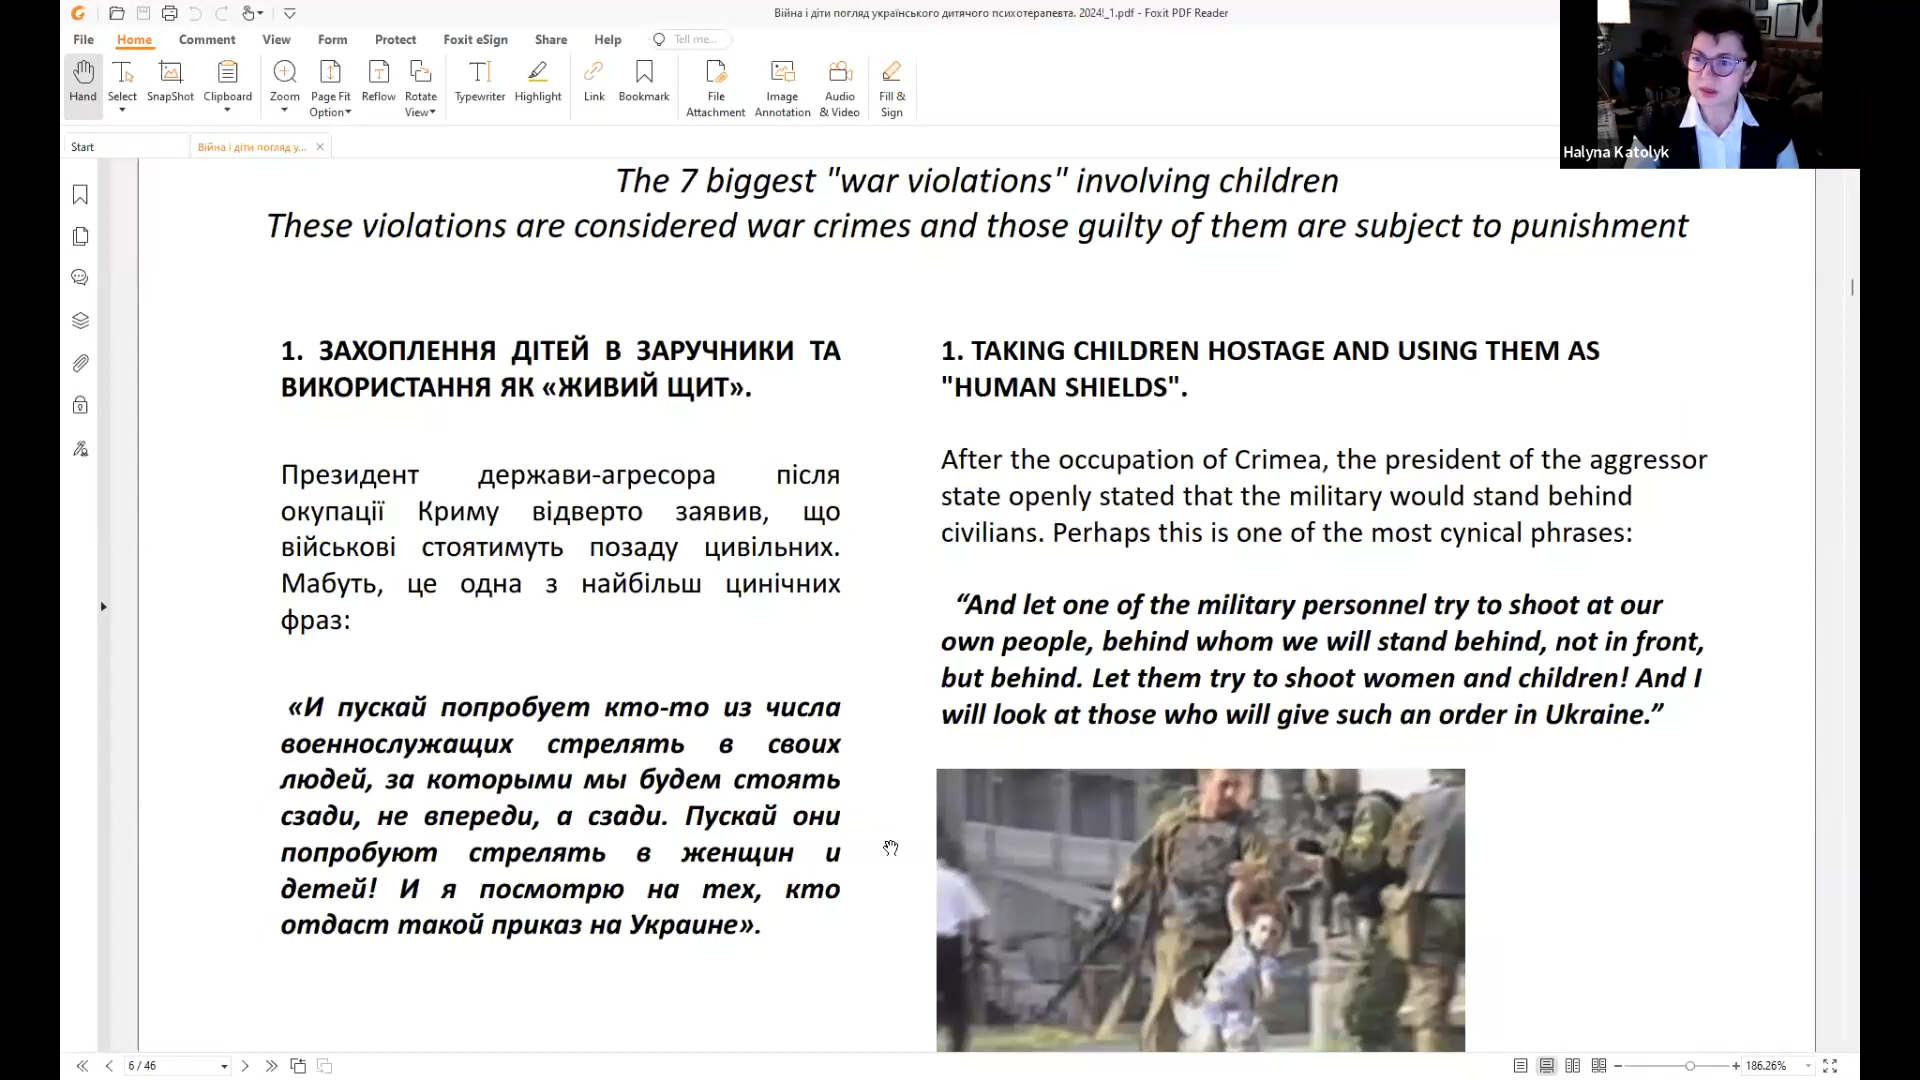 Війна і діти погляд українського дитячого психотерапевта. 2024!_1.pdf - Foxit PDF Reader
File Home Comment View Form Protect Foxit eSign Share Help Tell me...
Hand Select SnapShot Clipboard Zoom Page Fit Option Reflow Rotate View Typewriter Highlight Link Bookmark File Attachment Image Annotation Audio & Video Fill & Sign
Halyna Katolyk
Start Війна і діти погляд у...
The 7 biggest "war violations" involving children
These violations are considered war crimes and those guilty of them are subject to punishment
1. ЗАХОПЛЕННЯ ДІТЕЙ В ЗАРУЧНИКИ ТА
ВИКОРИСТАННЯ ЯК «ЖИВИЙ ЩИТ».
Президент держави-агресора після
окупації Криму відверто заявив, що
військові стоятимуть позаду цивільних.
Мабуть, це одна з найбільш цинічних
фраз:
«И пускай попробует кто-то из числа
военнослужащих стрелять в своих
людей, за которыми мы будем стоять
сзади, не впереди, а сзади. Пускай они
попробуют стрелять в женщин и
детей! И я посмотрю на тех, кто
отдаст такой приказ на Украине».
1. TAKING CHILDREN HOSTAGE AND USING THEM AS
"HUMAN SHIELDS".
After the occupation of Crimea, the president of the aggressor
state openly stated that the military would stand behind
civilians. Perhaps this is one of the most cynical phrases:
“And let one of the military personnel try to shoot at our
own people, behind whom we will stand behind, not in front,
but behind. Let them try to shoot women and children! And I
will look at those who will give such an order in Ukraine.”
6 / 46
186.26%